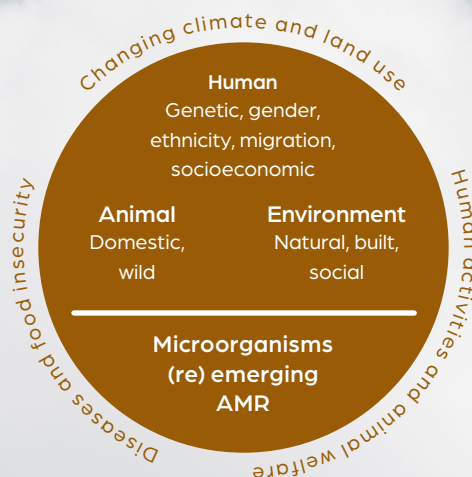 Changing climate and land use
Human
Genetic, gender,
ethnicity, migration,
socioeconomic
Animal
Domestic,
wild
Environment
Natural, built,
social
Microorganisms
(re) emerging
AMR
Human activities and animal welfare
Diseases and food insecurity